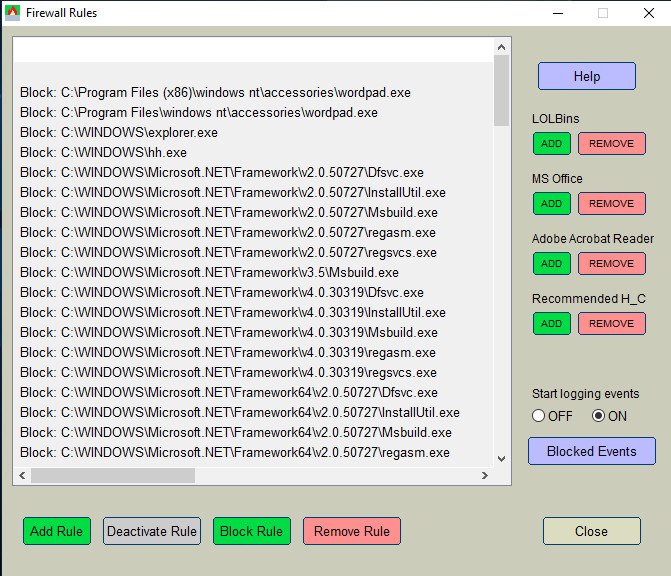 Firewall Rules
Block: C:\Program Files (x86)\windows nt\accessories\wordpad.exe
Block: C:\Program Files\windows nt\accessories\wordpad.exe
Block: C:\WINDOWS\explorer.exe
Block: C:\WINDOWS\hh.exe
Block: C:\WINDOWS\Microsoft.NET\Framework\v2.0.50727\Dfsvc.exe
Block: C:\WINDOWS\Microsoft.NET\Framework\v2.0.50727\InstallUtil.exe
Block: C:\WINDOWS\Microsoft.NET\Framework\v2.0.50727\Msbuild.exe
Block: C:\WINDOWS\Microsoft.NET\Framework\v2.0.50727\regasm.exe
Block: C:\WINDOWS\Microsoft.NET\Framework\v2.0.50727\regsvcs.exe
Block: C:\WINDOWS\Microsoft.NET\Framework\v3.5\Msbuild.exe
Block: C:\WINDOWS\Microsoft.NET\Framework\v4.0.30319\Dfsvc.exe
Block: C:\WINDOWS\Microsoft.NET\Framework\v4.0.30319\InstallUtil.exe
Block: C:\WINDOWS\Microsoft.NET\Framework\v4.0.30319\Msbuild.exe
Block: C:\WINDOWS\Microsoft.NET\Framework\v4.0.30319\regasm.exe
Block: C:\WINDOWS\Microsoft.NET\Framework\v4.0.30319\regsvcs.exe
Block: C:\WINDOWS\Microsoft.NET\Framework64\v2.0.50727\Dfsvc.exe
Block: C:\WINDOWS\Microsoft.NET\Framework64\v2.0.50727\InstallUtil.exe
Block: C:\WINDOWS\Microsoft.NET\Framework64\v2.0.50727\Msbuild.exe
Block: C:\WINDOWS\Microsoft.NET\Framework64\v2.0.50727\regasm.exe
Help
LOLBins
ADD REMOVE
MS Office
ADD REMOVE
Adobe Acrobat Reader
ADD REMOVE
Recommended H_C
ADD REMOVE
Start logging events
OFF ON
Blocked Events
Add Rule Deactivate Rule Block Rule Remove Rule Close